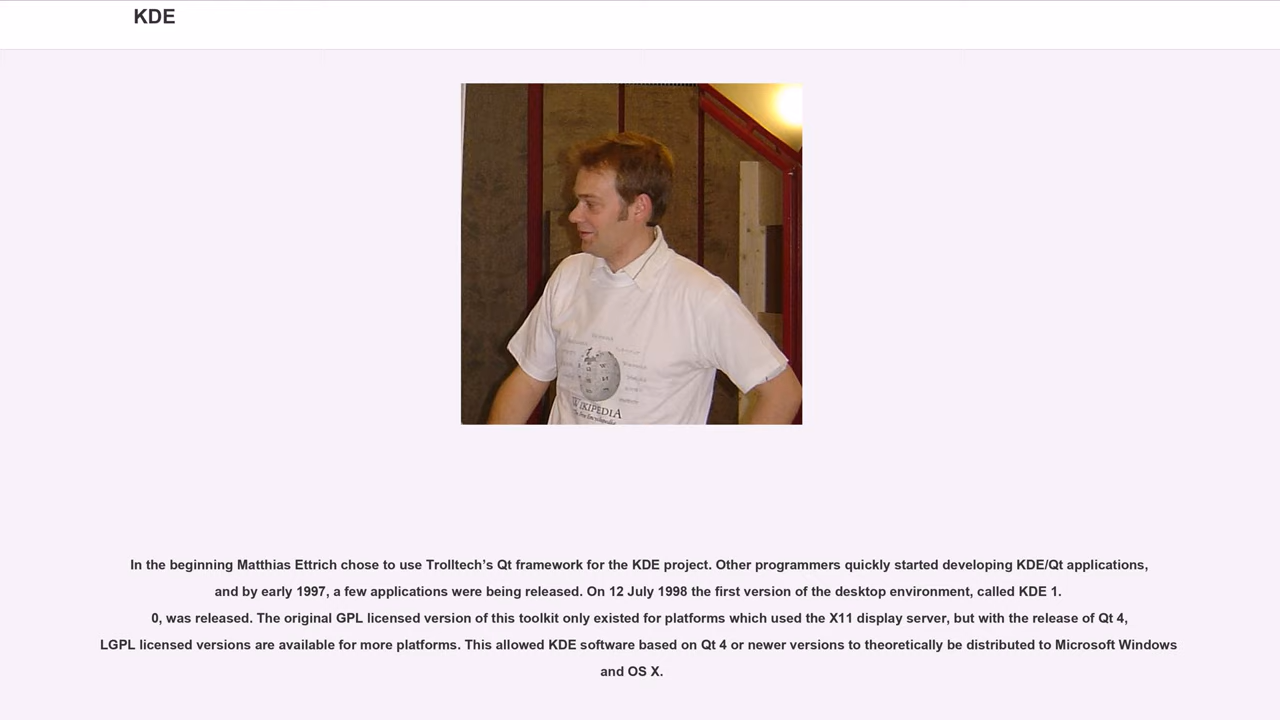 KDE
WIKIPEDIA
In the beginning Matthias Ettrich chose to use Trolltech’s Qt framework for the KDE project. Other programmers quickly started developing KDE/Qt applications,
and by early 1997, a few applications were being released. On 12 July 1998 the first version of the desktop environment, called KDE 1.
0, was released. The original GPL licensed version of this toolkit only existed for platforms which used the X11 display server, but with the release of Qt 4,
LGPL licensed versions are available for more platforms. This allowed KDE software based on Qt 4 or newer versions to theoretically be distributed to Microsoft Windows
and OS X.